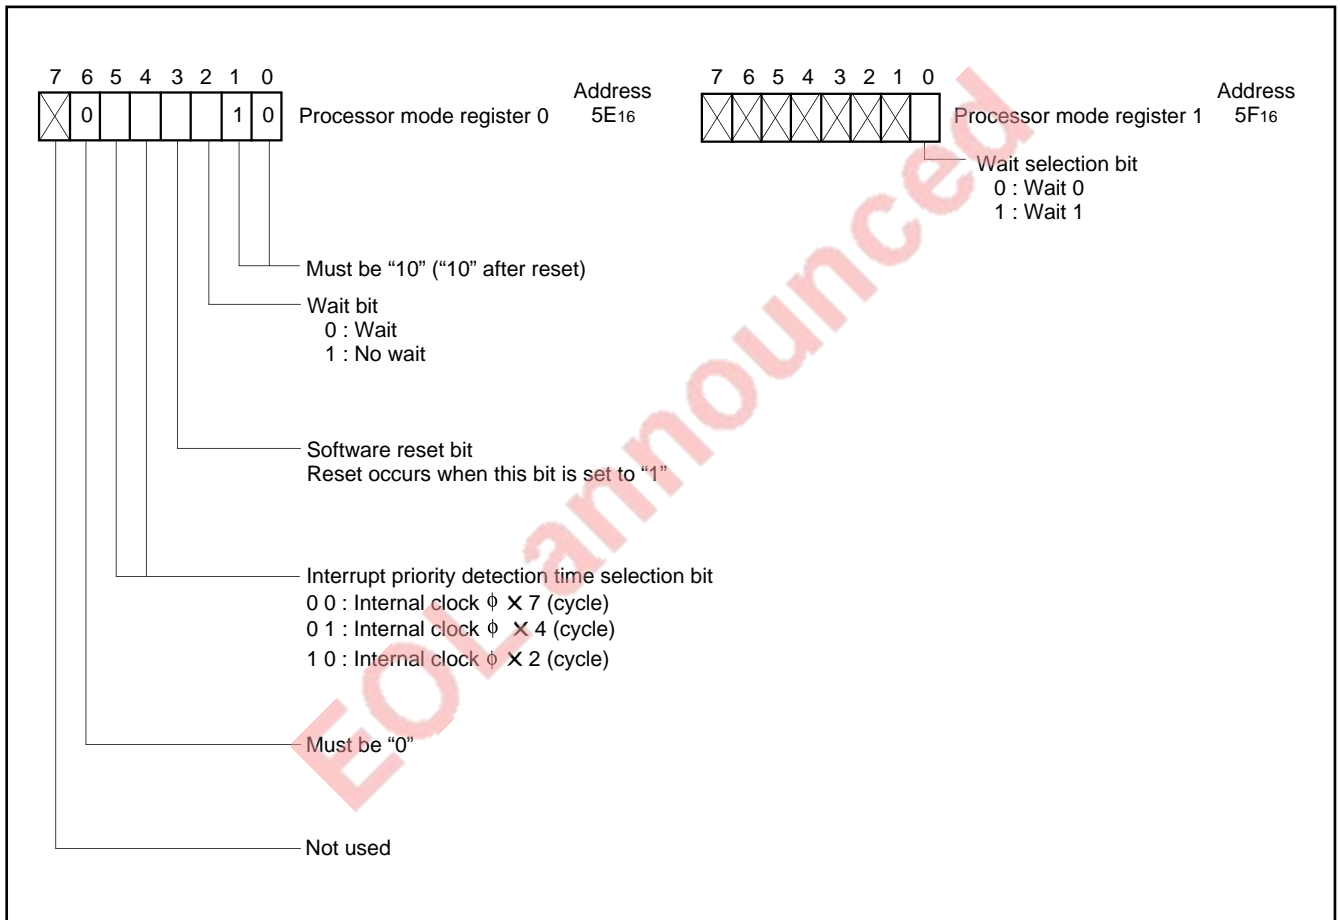 7 6 5 4 3 2 1 0
0 1 0
Processor mode register 0
Address
5E16
Must be “10” (“10” after reset)
Wait bit
0 : Wait
1 : No wait
Software reset bit
Reset occurs when this bit is set to “1”
Interrupt priority detection time selection bit
0 0 : Internal clock ϕ × 7 (cycle)
0 1 : Internal clock ϕ × 4 (cycle)
1 0 : Internal clock ϕ × 2 (cycle)
Must be “0”
Not used
7 6 5 4 3 2 1 0
Processor mode register 1
Address
5F16
Wait selection bit
0 : Wait 0
1 : Wait 1
EOL announced